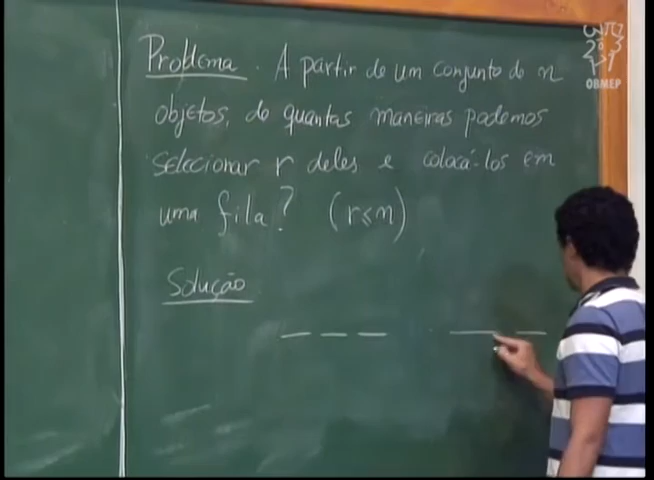 Problema. A partir de um conjunto de n
objetos, de quantas maneiras podemos
selecionar r deles e colocá-los em
uma fila? (r≤n)
Solução
OBMEP